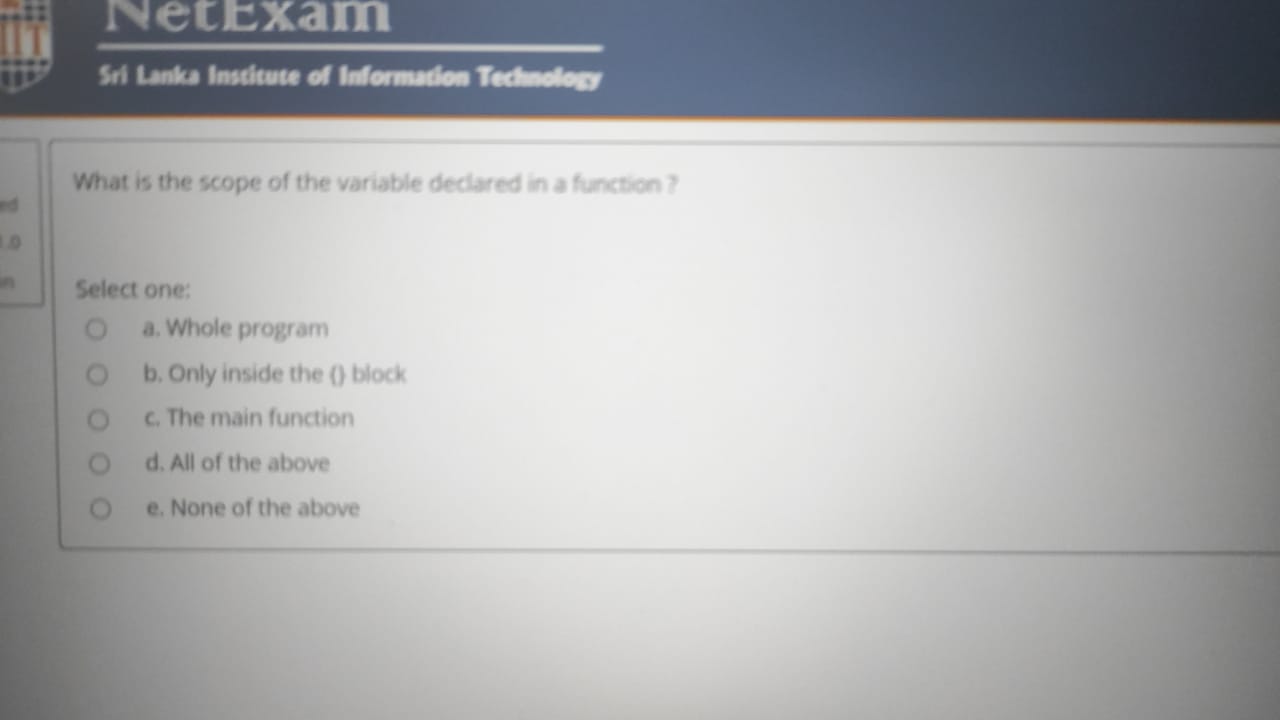 NetExam
IIT
Sri Lanka Institute of Information Technology
What is the scope of the variable declared in a function ?
ed
1.0
on
Select one:
a. Whole program
b. Only inside the {} block
c. The main function
d. All of the above
e. None of the above